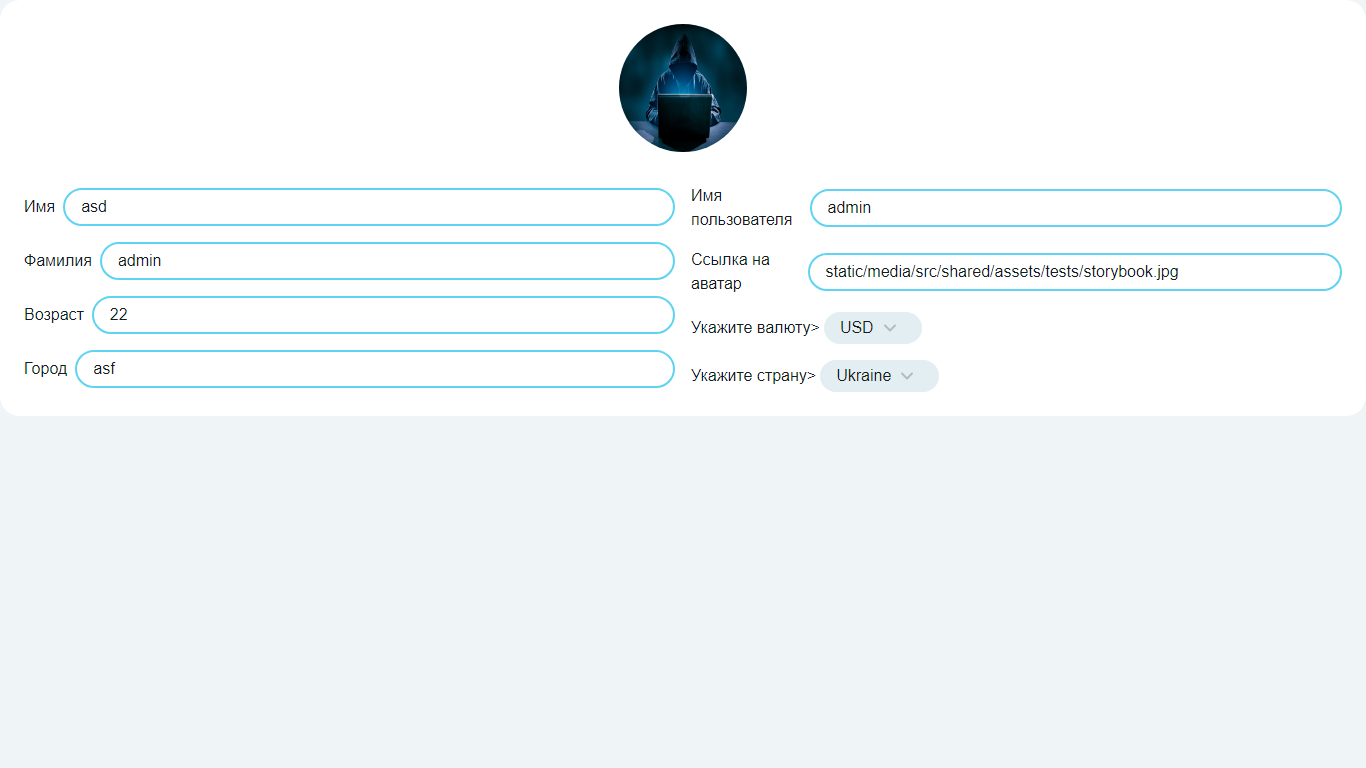 Имя asd
Фамилия admin
Возраст 22
Город asf
Имя
пользователя
admin
Ссылка на
аватар
static/media/src/shared/assets/tests/storybook.jpg
Укажите валюту> USD
Укажите страну> Ukraine